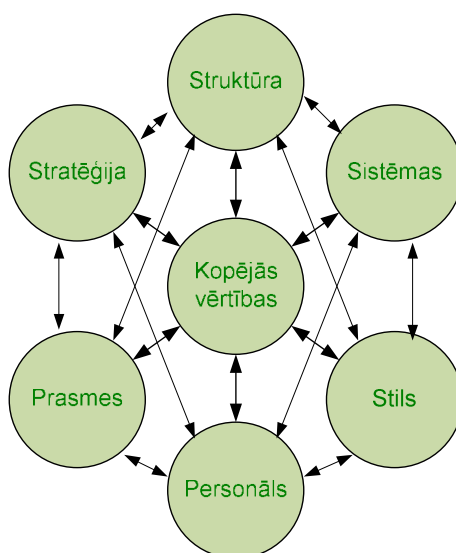 Struktūra
Stratēģija
Sistēmas
Kopējās
vērtības
Prasmes
Stils
Personāls